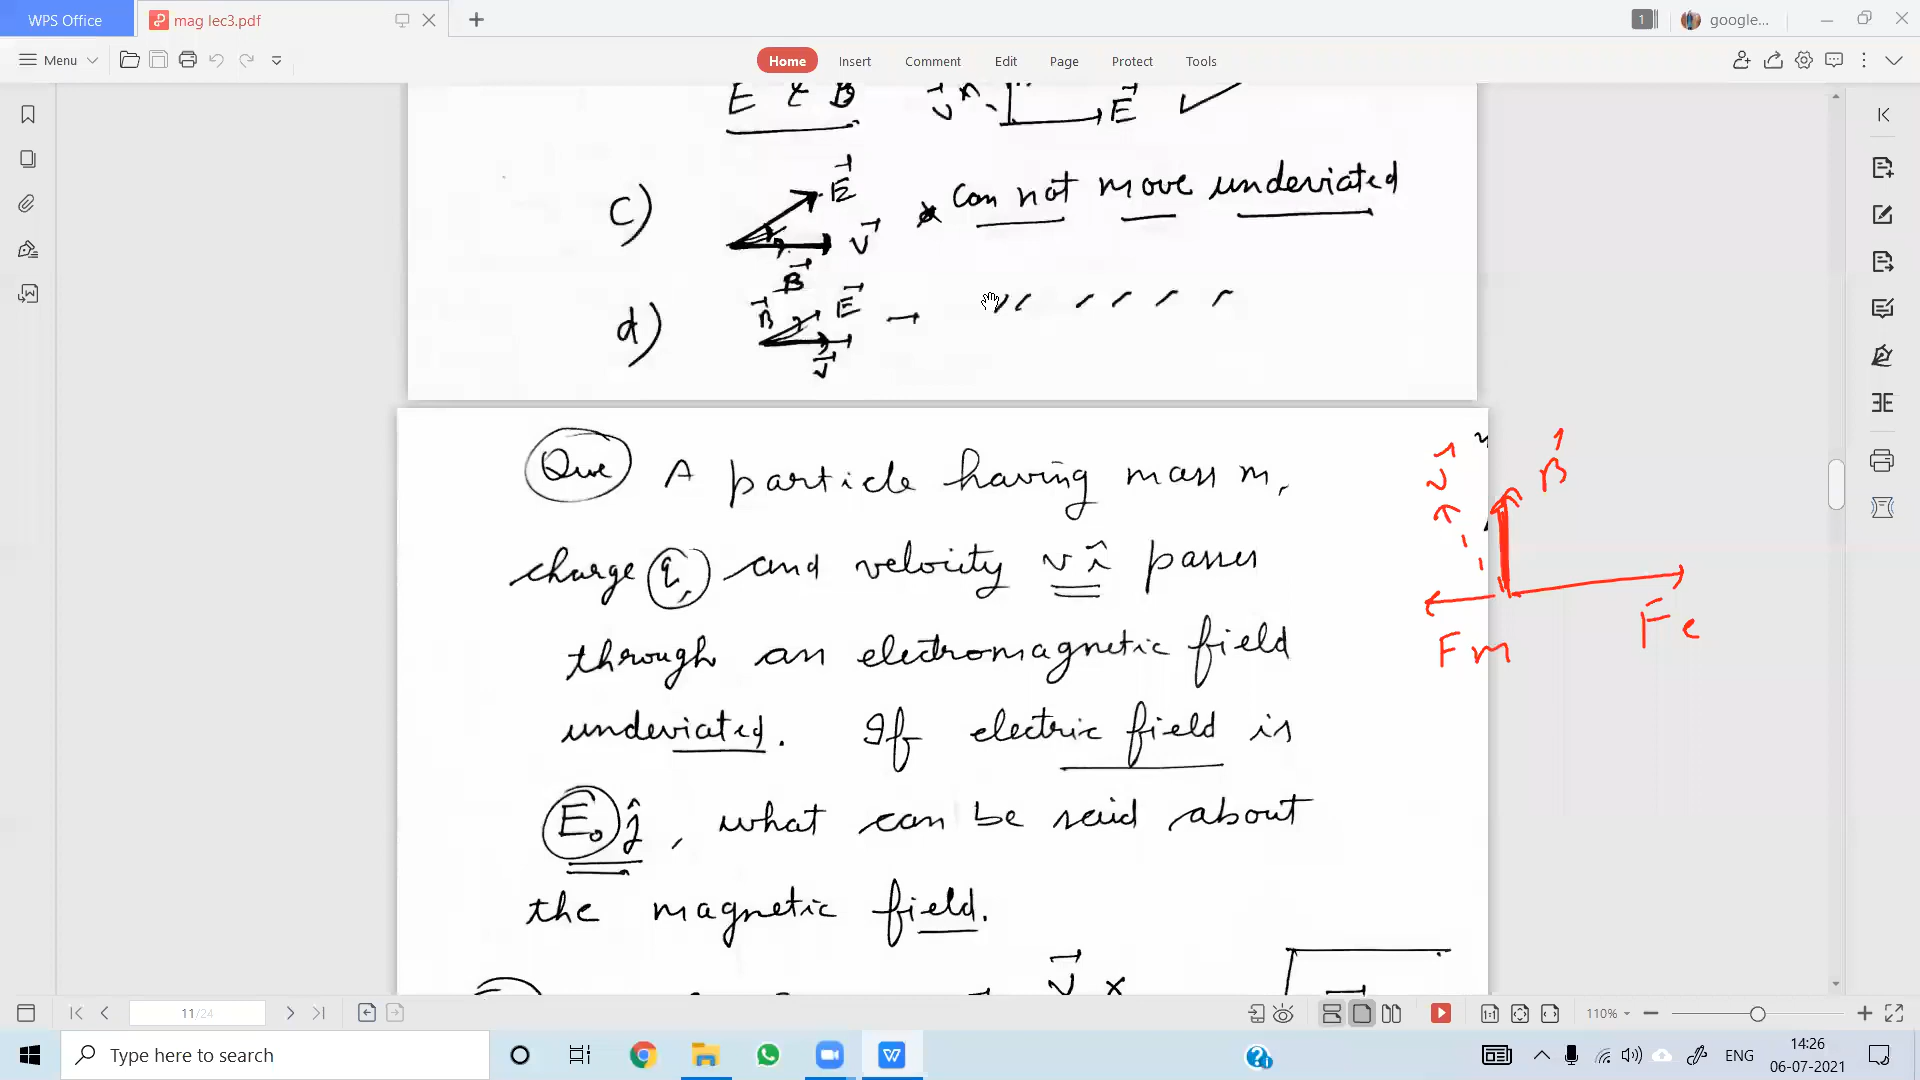 WPS Office
mag lec3.pdf
1
google...
Menu
Home
Insert
Comment
Edit
Page
Protect
Tools
E & B
V
E
c)
E
V
B
can not move undeviated
d)
B
E
V
Que A particle having mass m,
charge q, and velocity v î passes
through an electromagnetic field
undeviated. If electric field is
E₀ ĵ, what can be said about
the magnetic field.
V
B
Fm
Fe
V ×
11/24
110%
Type here to search
ENG
14:26
06-07-2021